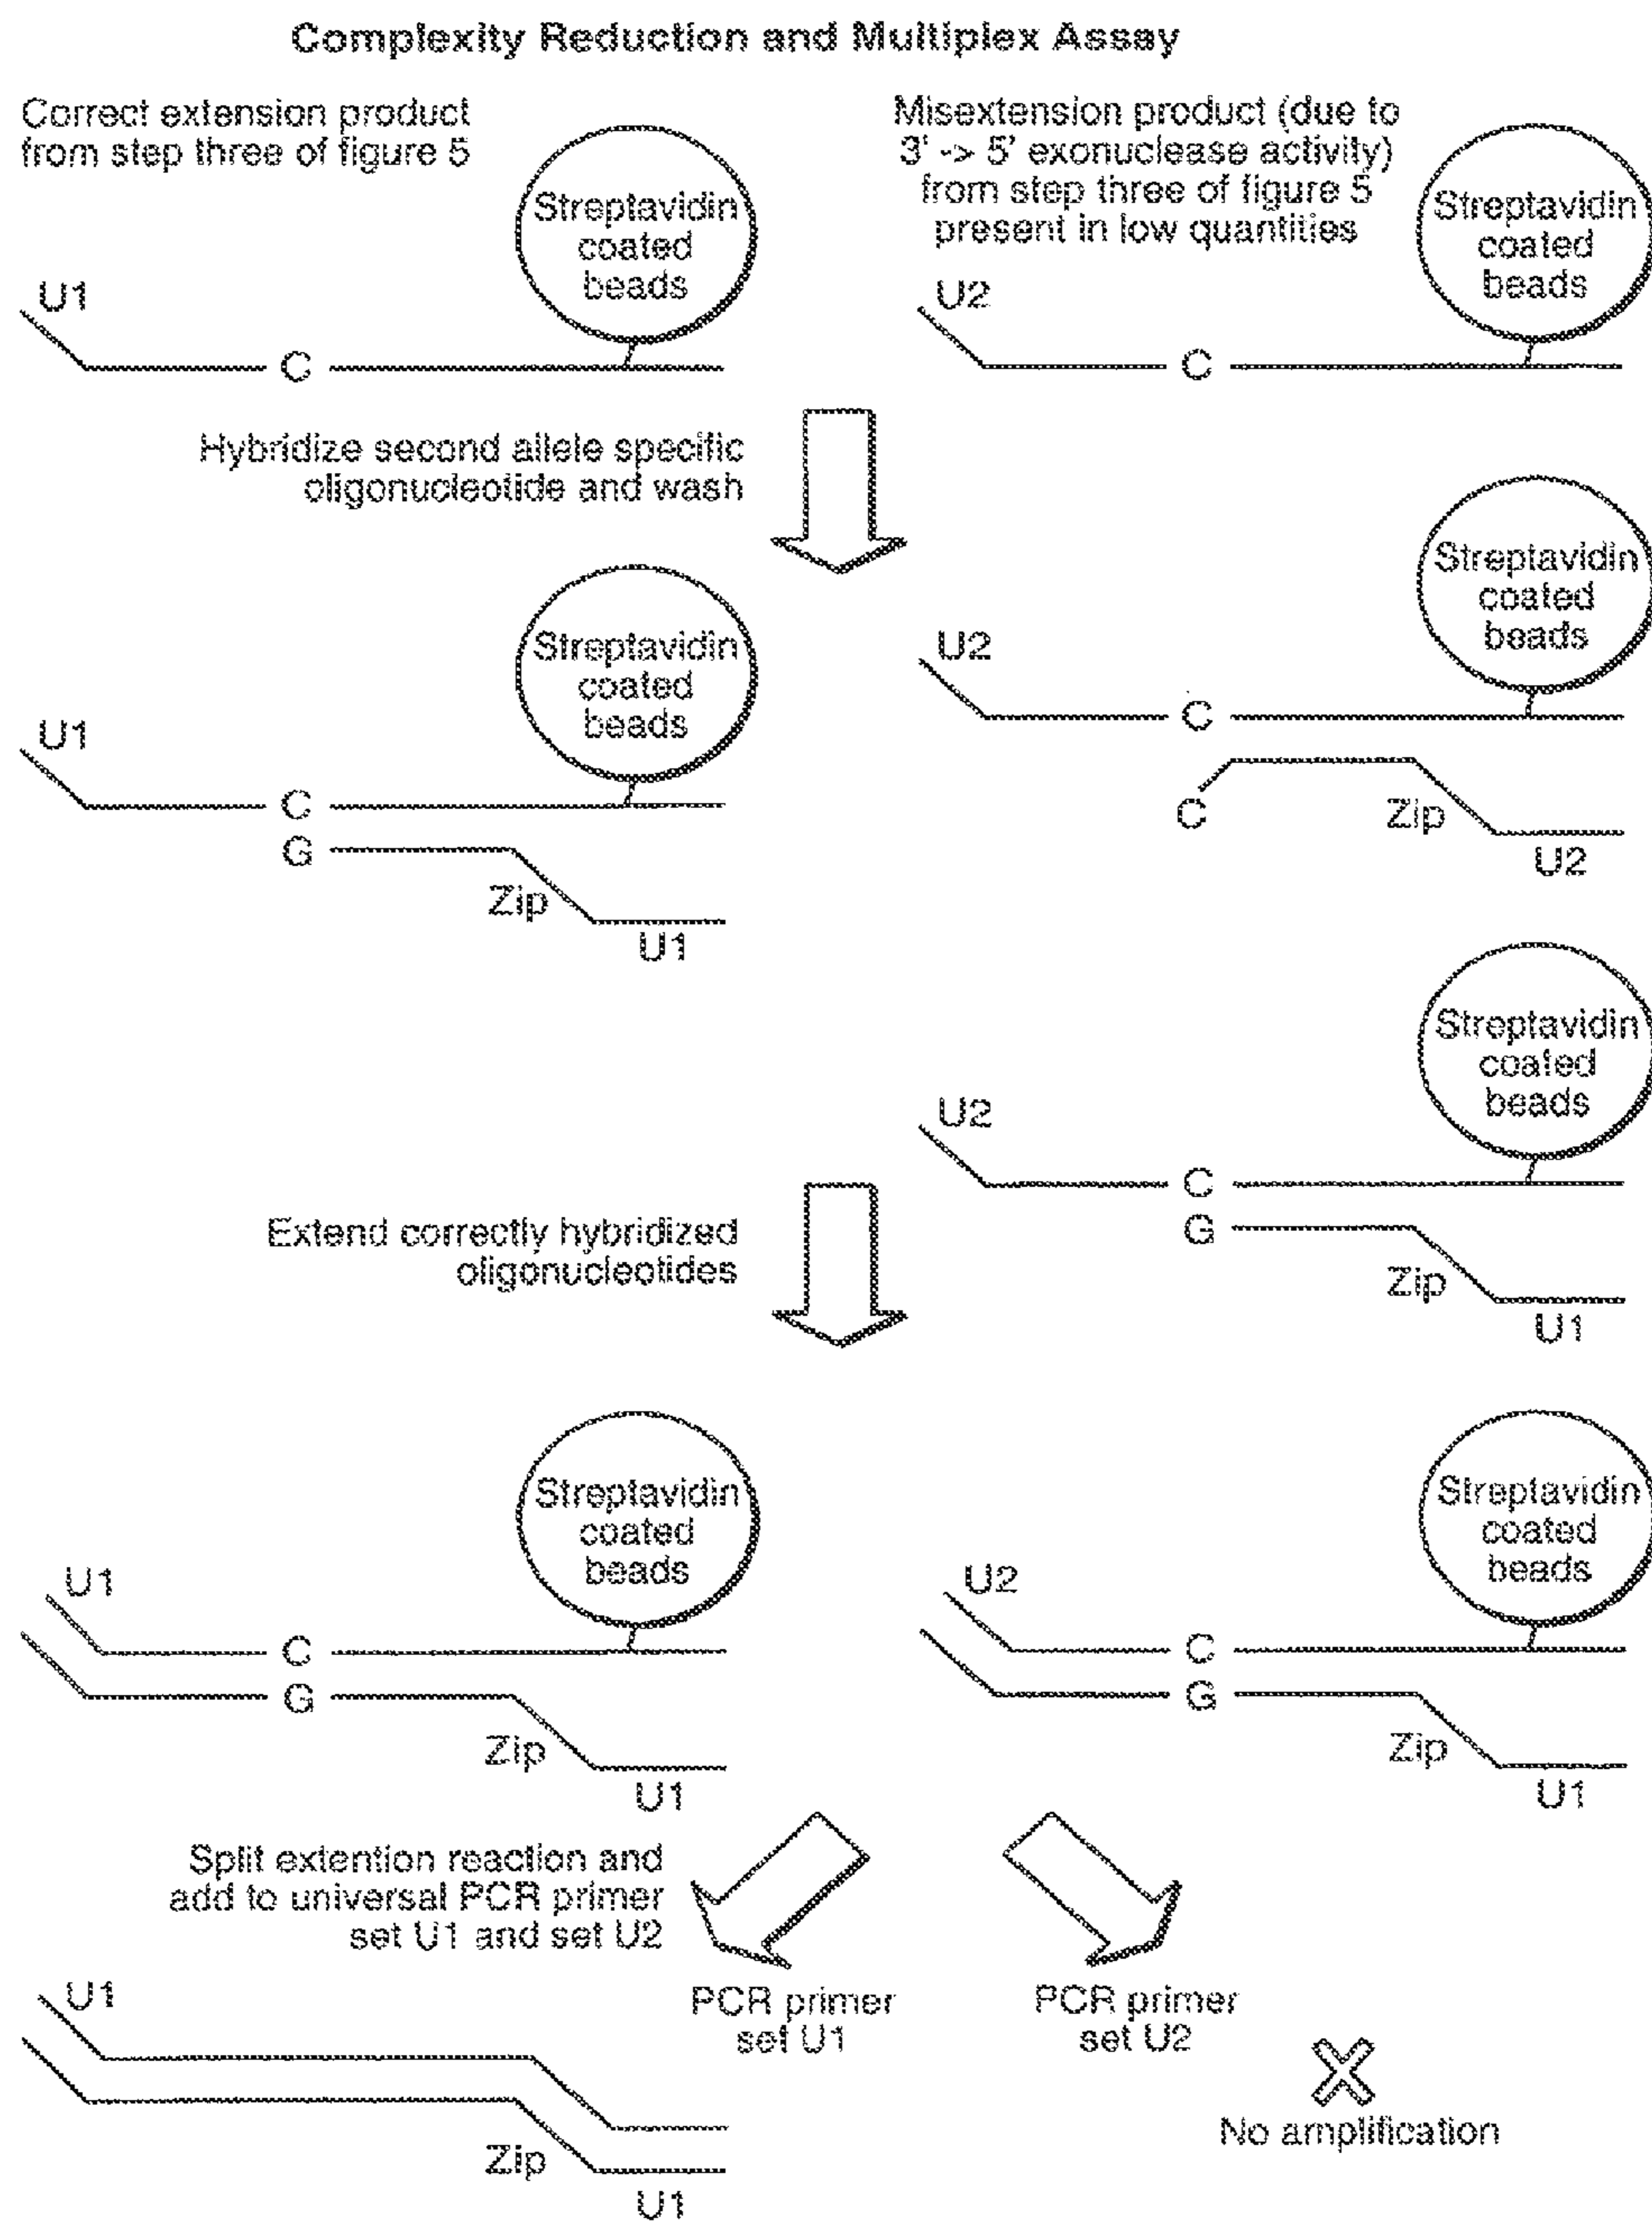 Complexity Reduction and Multiplex Assay
Correct extension product
from step three of figure 5
Streptavidin
coated
beads
U1
C
Misextension product (due to
3' -> 5' exonuclease activity)
from step three of figure 5
present in low quantities
Streptavidin
coated
beads
U2
C
Hybridize second allele specific
oligonucleotide and wash
Streptavidin
coated
beads
U1
C
G
Zip
U1
Streptavidin
coated
beads
U2
C
C
Zip
U2
Streptavidin
coated
beads
U2
C
G
Zip
U1
Extend correctly hybridized
oligonucleotides
Streptavidin
coated
beads
U1
C
G
Zip
U1
Streptavidin
coated
beads
U2
C
G
Zip
U1
Split extention reaction and
add to universal PCR primer
set U1 and set U2
PCR primer
set U1
PCR primer
set U2
U1
Zip
U1
No amplification